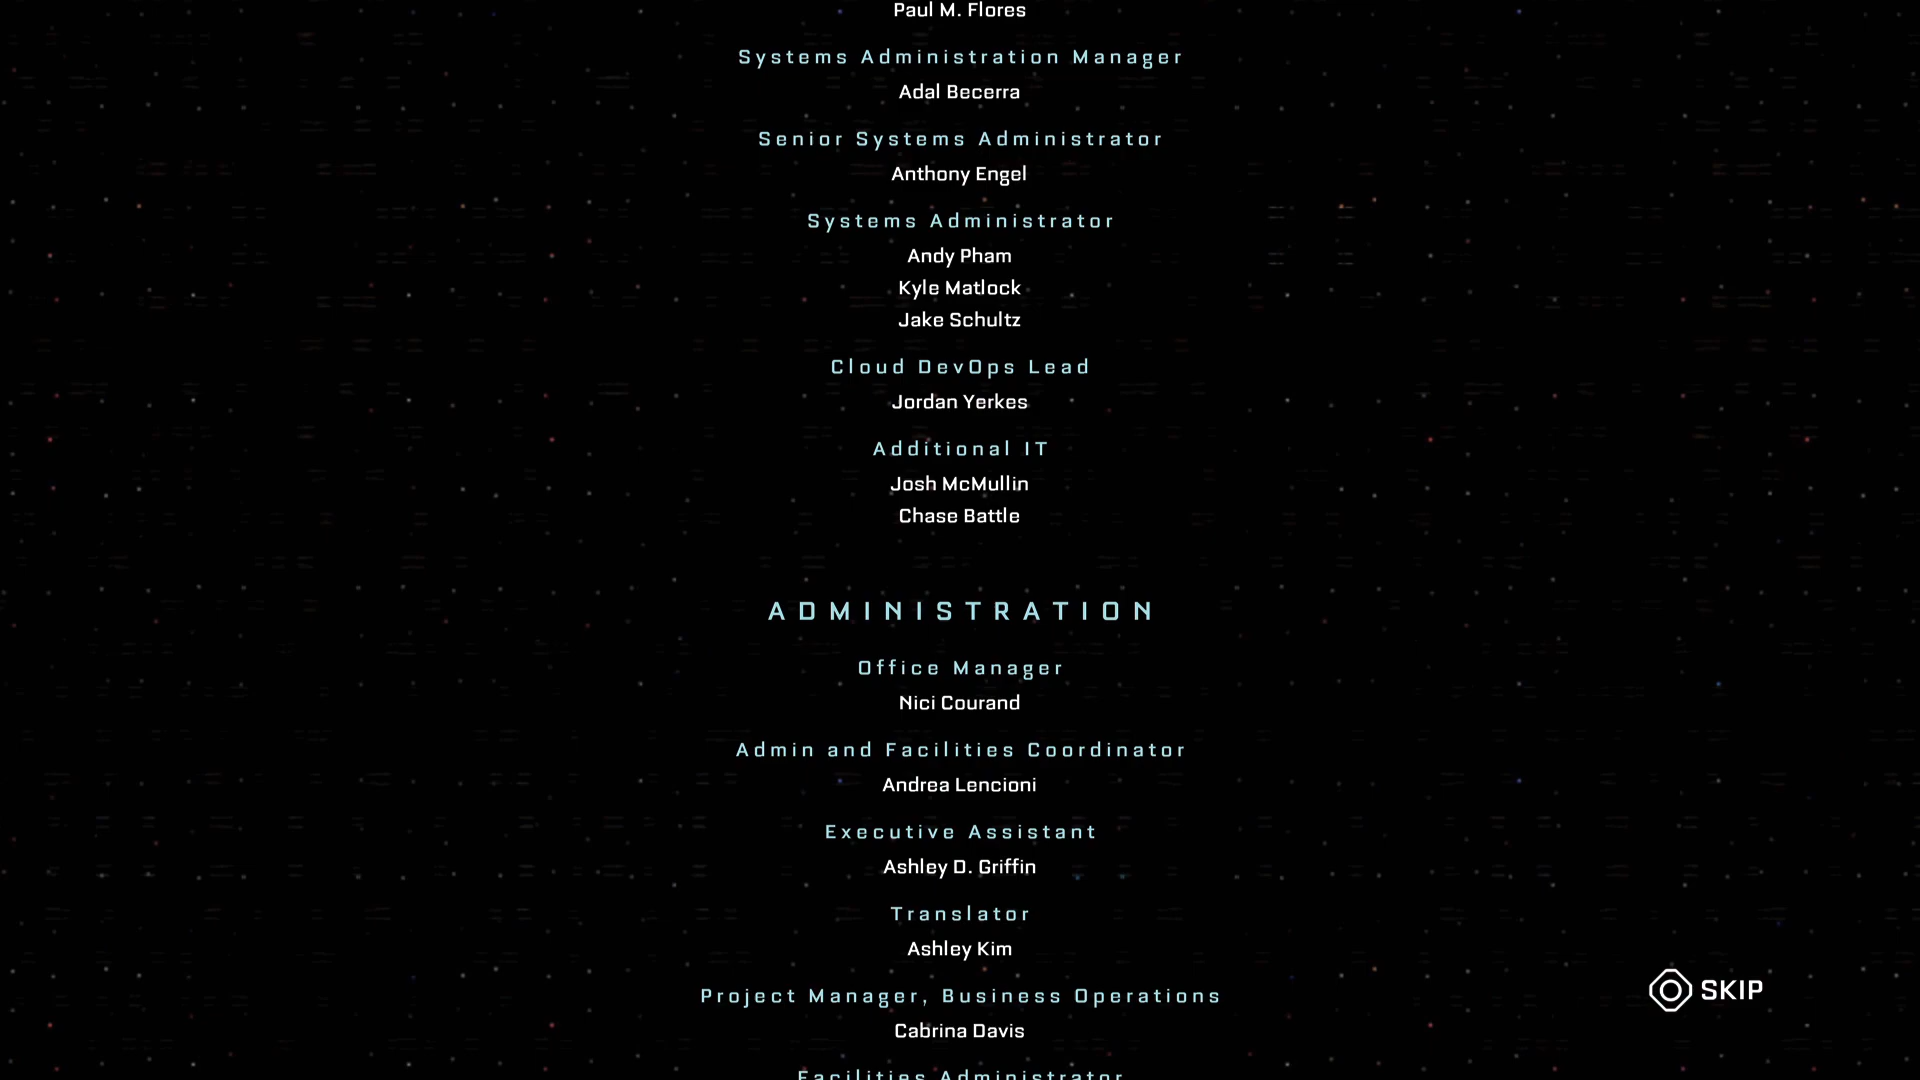 Paul M. Flores
Systems Administration Manager
Adal Becerra
Senior Systems Administrator
Anthony Engel
Systems Administrator
Andy Pham
Kyle Matlock
Jake Schultz
Cloud DevOps Lead
Jordan Yerkes
Additional IT
Josh McMullin
Chase Battle
ADMINISTRATION
Office Manager
Nici Courand
Admin and Facilities Coordinator
Andrea Lencioni
Executive Assistant
Ashley D. Griffin
Translator
Ashley Kim
Project Manager, Business Operations
SKIP
Cabrina Davis
Facilities Administrator